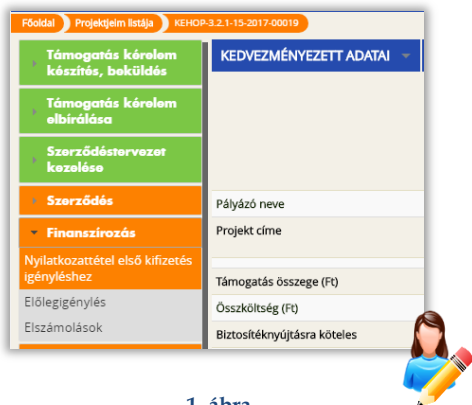 Főoldal Projektjeim listája KEHOP-3.2.1-15-2017-00019
Támogatás kérelem
készítés, beküldés
Támogatás kérelem
elbírálása
Szerződéstervezet
kezelése
Szerződés
Finanszírozás
Nyilatkozattétel első kifizetés
igényléshez
Előlegigénylés
Elszámolások
KEDVEZMÉNYEZETT ADATAI
Pályázó neve
Projekt címe
Támogatás összege (Ft)
Összköltség (Ft)
Biztosítéknyújtásra köteles
1. ábra